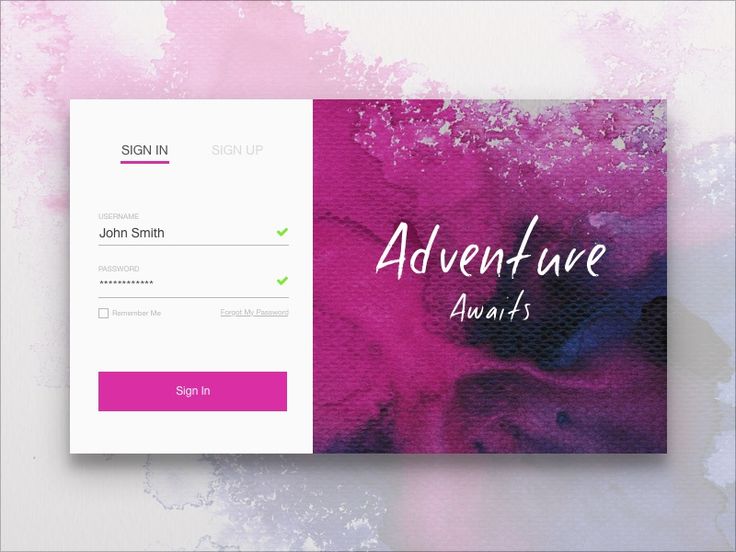 SIGN IN SIGN UP
USERNAME
John Smith
PASSWORD
************
Remember Me Forgot My Password
Sign In
Adventure
Awaits